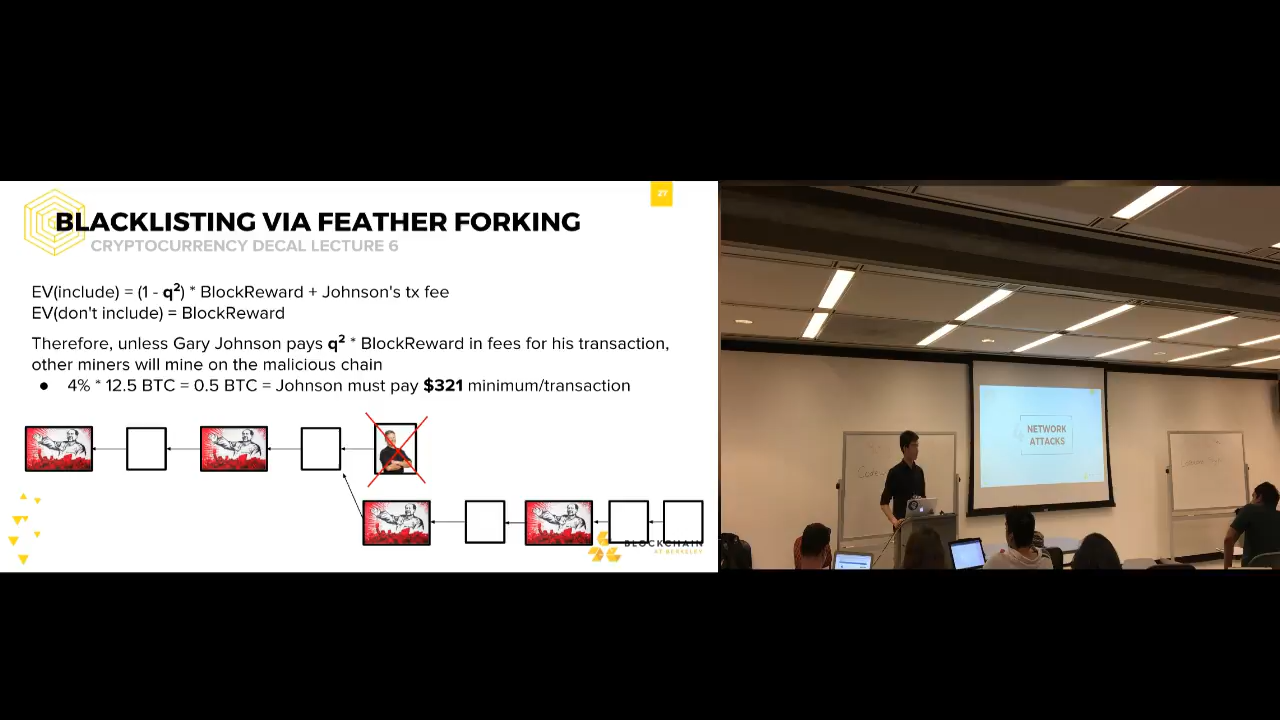 27
BLACKLISTING VIA FEATHER FORKING
CRYPTOCURRENCY DECAL LECTURE 6
EV(include) = (1 - q²) * BlockReward + Johnson's tx fee
EV(don't include) = BlockReward
Therefore, unless Gary Johnson pays q² * BlockReward in fees for his transaction,
other miners will mine on the malicious chain
● 4% * 12.5 BTC = 0.5 BTC = Johnson must pay $321 minimum/transaction
BLOCKCHAIN
AT BERKELEY
NETWORK
ATTACKS